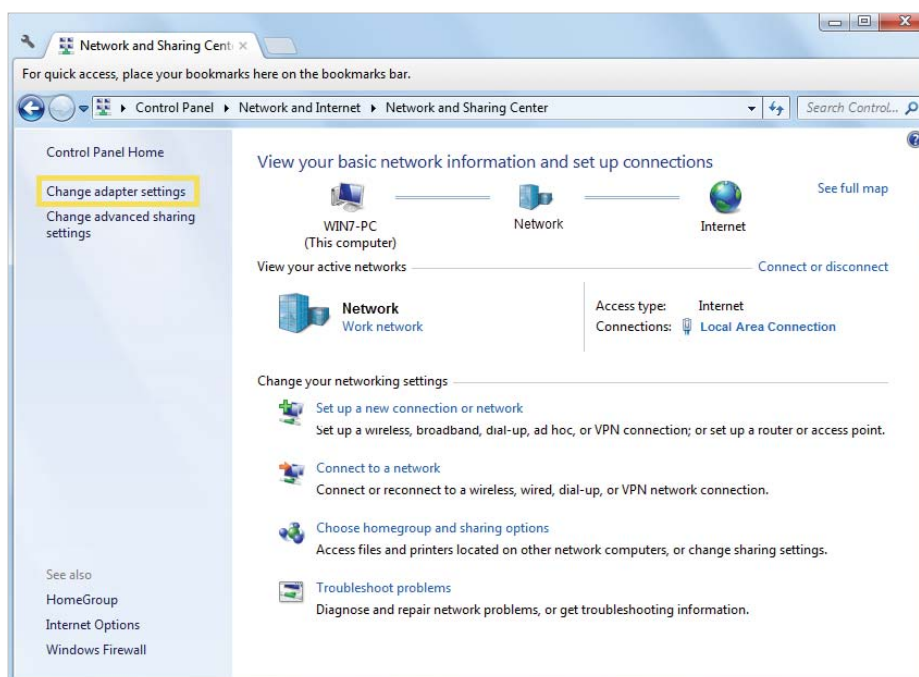 Network and Sharing Cent
For quick access, place your bookmarks here on the bookmarks bar.
Control Panel Network and Internet Network and Sharing Center
Search Control...
Control Panel Home
Change adapter settings
Change advanced sharing
settings
See also
HomeGroup
Internet Options
Windows Firewall
View your basic network information and set up connections
See full map
WIN7-PC
(This computer)
Network
Internet
View your active networks
Connect or disconnect
Network
Work network
Access type: Internet
Connections: Local Area Connection
Change your networking settings
Set up a new connection or network
Set up a wireless, broadband, dial-up, ad hoc, or VPN connection; or set up a router or access point.
Connect to a network
Connect or reconnect to a wireless, wired, dial-up, or VPN network connection.
Choose homegroup and sharing options
Access files and printers located on other network computers, or change sharing settings.
Troubleshoot problems
Diagnose and repair network problems, or get troubleshooting information.